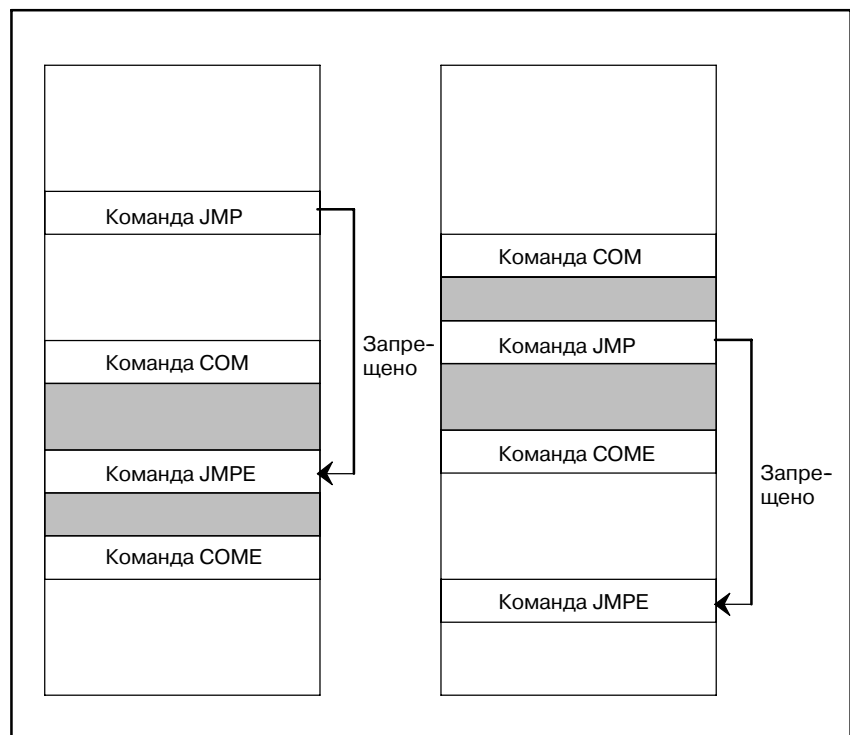 Команда JMP
Команда COM
Команда JMPE
Команда COME
Запре-
щено
Команда COM
Команда JMP
Команда COME
Команда JMPE
Запре-
щено